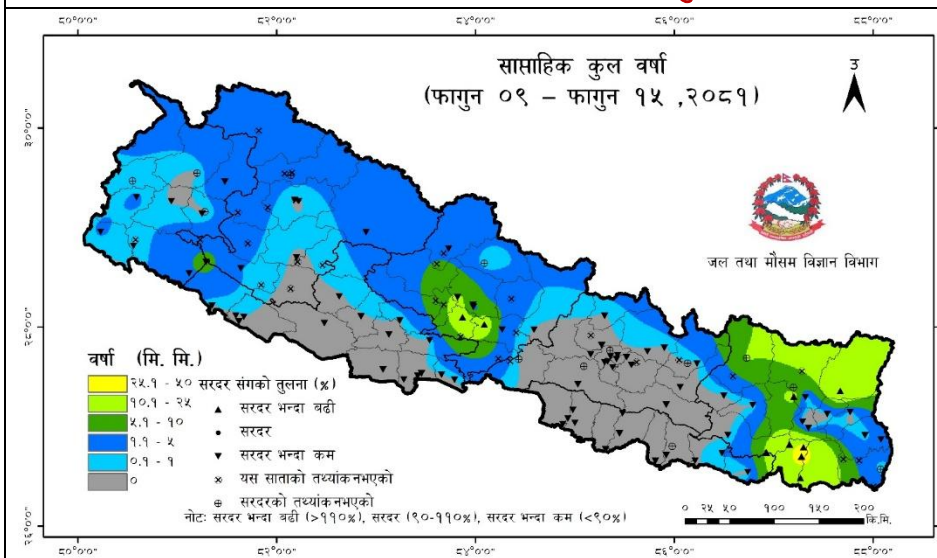 ८०°०'०" ८२°०'०" ८४°०'०" ८६°०'०" ८८°०'०"
साप्ताहिक कुल वर्षा
(फागुन ०९ – फागुन १५ ,२०८१)
उ
३०°०'०"
जल तथा मौसम विज्ञान विभाग
२८°०'०"
वर्षा (मि. मि.)
२५.१ - ५० सरदर संगको तुलना (%)
१०.१ - २५ सरदर भन्दा बढी
५.१ - १० सरदर
१.१ - ५ सरदर भन्दा कम
०.१ - १ यस साताको तथ्यांकनभएको
० सरदरको तथ्यांकनभएको
नोट: सरदर भन्दा बढी (>११०%), सरदर (९०-११०%), सरदर भन्दा कम (<९०%)
० २५ ५० १०० १५० २००
कि.मि.
२६°०'०"
८०°०'०" ८२°०'०" ८४°०'०" ८६°०'०" ८८°०'०"